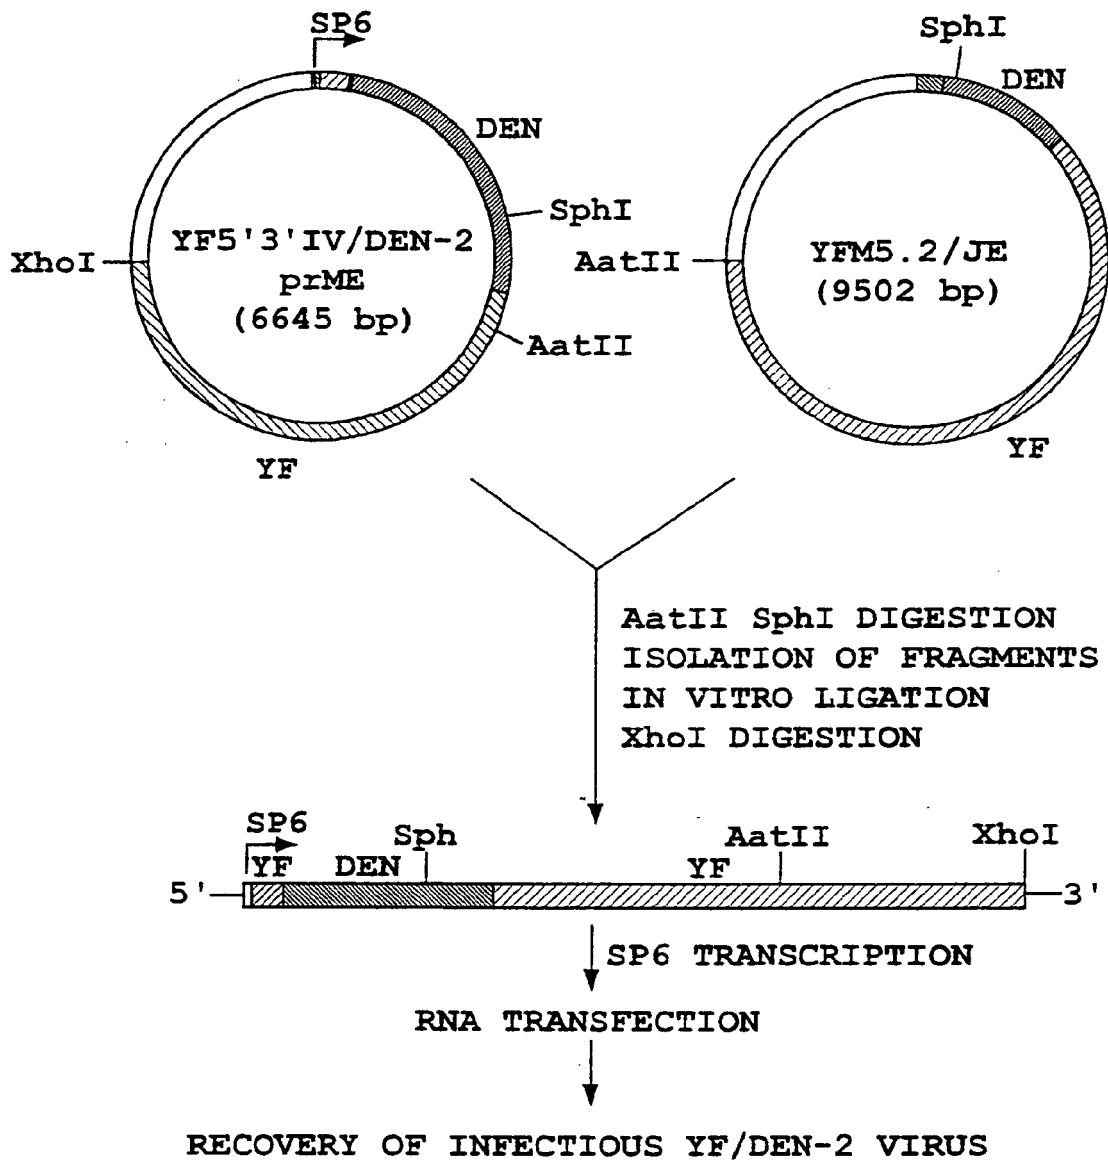 SP6
DEN
SphI
XhoI
YF5'3'IV/DEN-2
prME
(6645 bp)
AatII
YF
SphI
DEN
AatII
YFM5.2/JE
(9502 bp)
YF
AatII SphI DIGESTION
ISOLATION OF FRAGMENTS
IN VITRO LIGATION
XhoI DIGESTION
SP6
Sph
AatII
XhoI
YF
DEN
YF
5'
3'
SP6 TRANSCRIPTION
RNA TRANSFECTION
RECOVERY OF INFECTIOUS YF/DEN-2 VIRUS